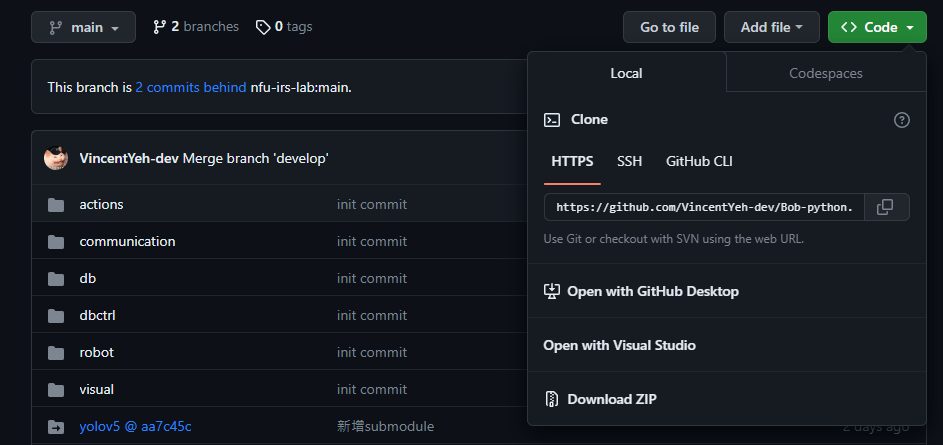 main 2 branches 0 tags Go to file Add file Code
This branch is 2 commits behind nfu-irs-lab:main.
VincentYeh-dev Merge branch 'develop'
actions init commit
communication init commit
db init commit
dbctrl init commit
robot init commit
visual init commit
yolov5 @ aa7c45c 新增submodule 2 days ago
Local Codespaces
Clone
HTTPS SSH GitHub CLI
https://github.com/VincentYeh-dev/Bob-python.
Use Git or checkout with SVN using the web URL.
Open with GitHub Desktop
Open with Visual Studio
Download ZIP